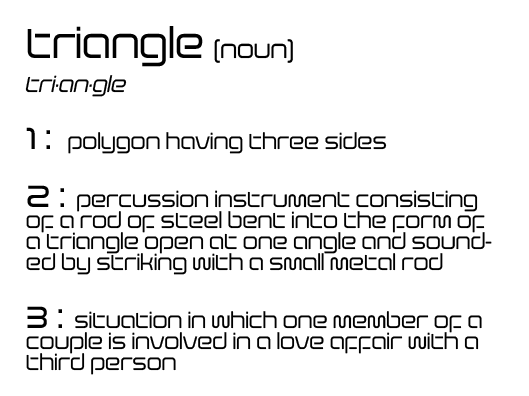 triangle (noun)
tri·an·gle
1 : polygon having three sides
2 : percussion instrument consisting
of a rod of steel bent into the form of
a triangle open at one angle and sound-
ed by striking with a small metal rod
3 : situation in which one member of a
couple is involved in a love affair with a
third person